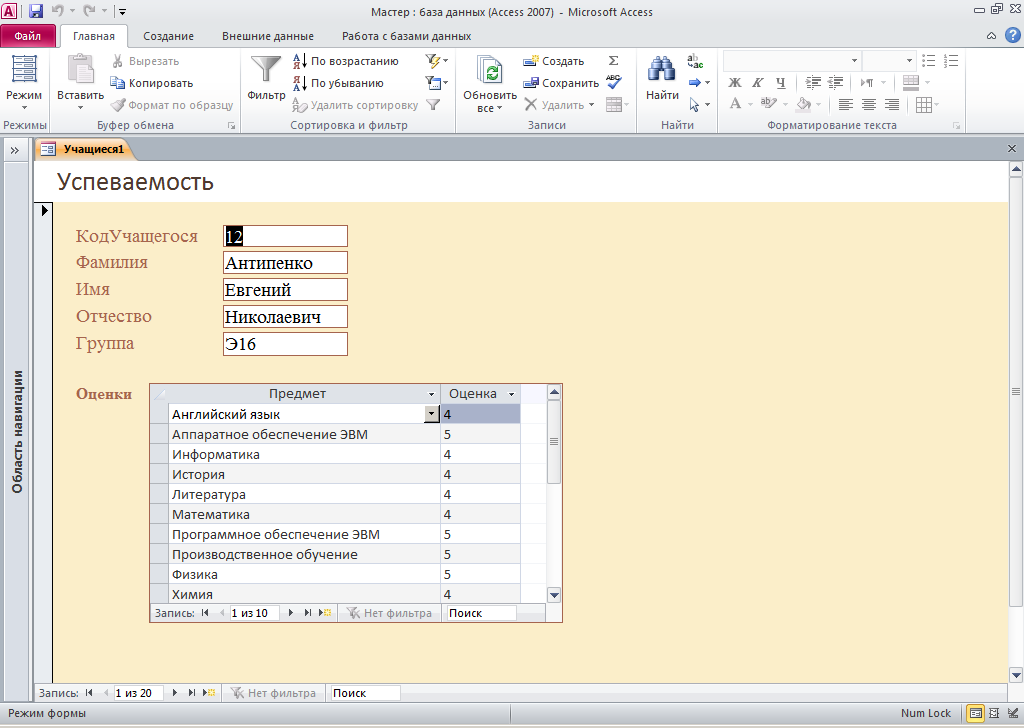 Мастер : база данных (Access 2007) - Microsoft Access
Файл Главная Создание Внешние данные Работа с базами данных
Режим
Режимы
Вставить
Вырезать
Копировать
Формат по образцу
Буфер обмена
Фильтр
По возрастанию
По убыванию
Удалить сортировку
Сортировка и фильтр
Обновить
все
Создать
Сохранить
Удалить
Записи
Найти
Найти
Ж К Ч
Форматирование текста
Область навигации
Учащиеся1
Успеваемость
КодУчащегося 12
Фамилия Антипенко
Имя Евгений
Отчество Николаевич
Группа Э16
Оценки
Предмет Оценка
Английский язык 4
Аппаратное обеспечение ЭВМ 5
Информатика 4
История 4
Литература 4
Математика 4
Программное обеспечение ЭВМ 5
Производственное обучение 5
Физика 5
Химия 4
Запись: 1 из 10 Нет фильтра Поиск
Запись: 1 из 20 Нет фильтра Поиск
Режим формы Num Lock